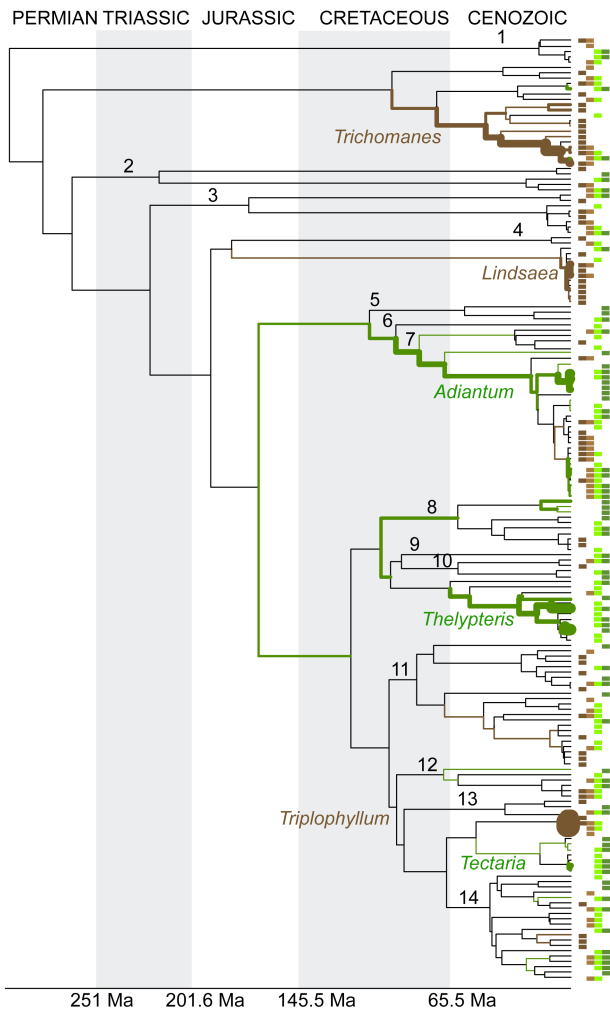 PERMIAN TRIASSIC JURASSIC CRETACEOUS CENOZOIC
1
Trichomanes
2
3
4
Lindsaea
5
6
7
Adiantum
8
9
10
Thelypteris
11
12
13
Triplophyllum
Tectaria
14
251 Ma 201.6 Ma 145.5 Ma 65.5 Ma